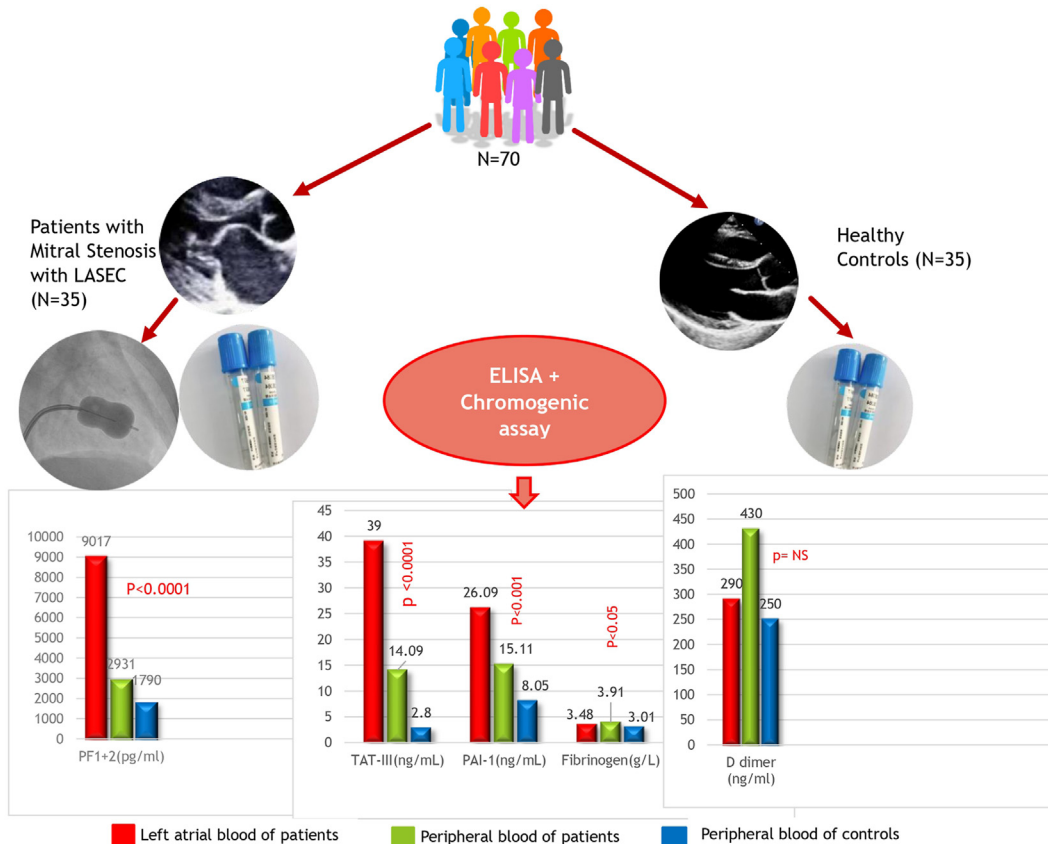 N=70
Patients with
Mitral Stenosis
with LASEC
(N=35)
Healthy
Controls (N=35)
ELISA +
Chromogenic
assay
10000
9000
8000
7000
6000
5000
4000
3000
2000
1000
0
9017
2931
1790
P<0.0001
PF1+2(pg/ml)
45
40
35
30
25
20
15
10
5
0
39
14.09
2.8
p <0.0001
26.09
15.11
8.05
P<0.001
3.48
3.91
3.01
P<0.05
TAT-III(ng/mL)
PAI-1(ng/mL)
Fibrinogen(g/L)
500
450
400
350
300
250
200
150
100
50
0
290
430
250
p= NS
D dimer
(ng/ml)
Left atrial blood of patients
Peripheral blood of patients
Peripheral blood of controls